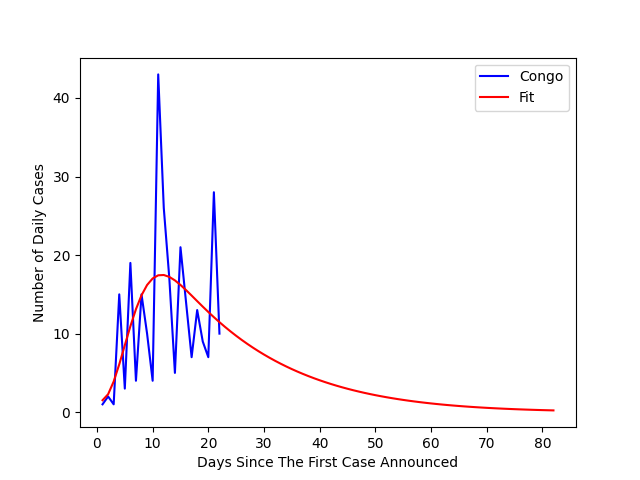 Congo
Fit
Number of Daily Cases
40
30
20
10
0
0 10 20 30 40 50 60 70 80
Days Since The First Case Announced